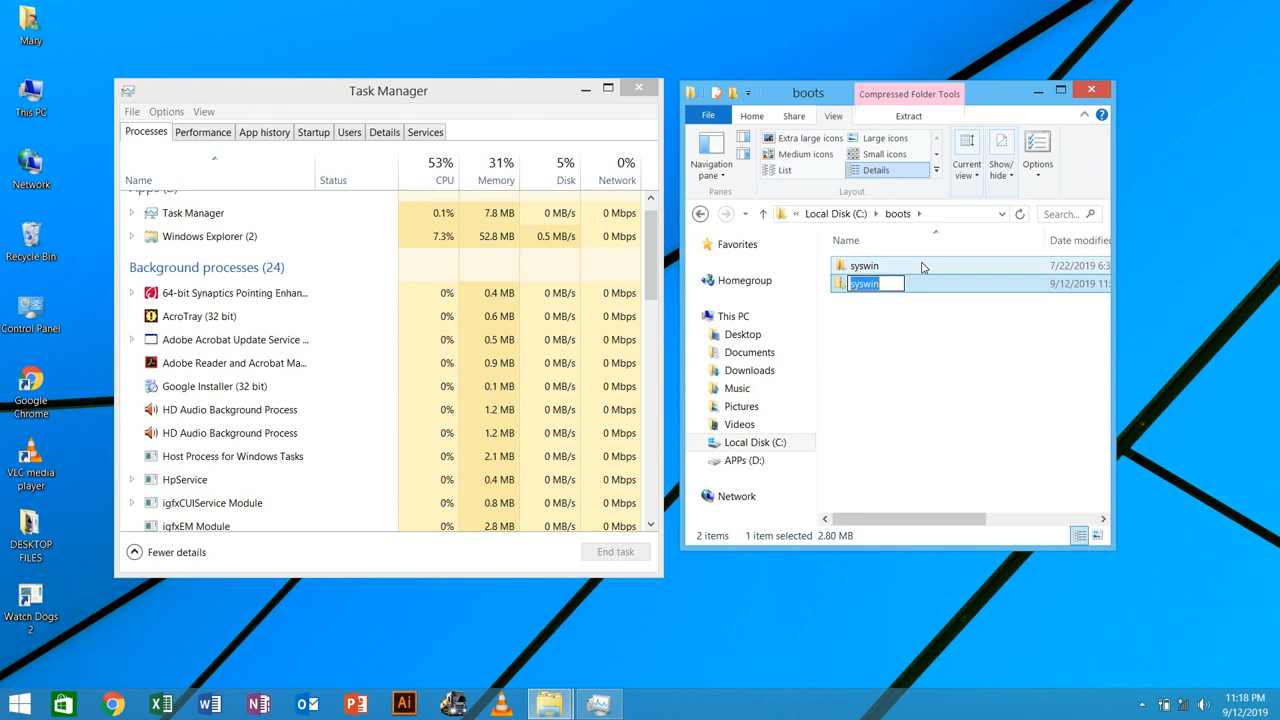 Mary
This PC
Network
Recycle Bin
Control Panel
Google
Chrome
VLC media
player
DESKTOP
FILES
Watch Dogs
2
Task Manager
File Options View
Processes Performance App history Startup Users Details Services
53% 31% 5% 0%
Name Status CPU Memory Disk Network
Task Manager 0.1% 7.8 MB 0 MB/s 0 Mbps
Windows Explorer (2) 7.3% 52.8 MB 0.5 MB/s 0 Mbps
Background processes (24)
64-bit Synaptics Pointing Enhan... 0% 0.4 MB 0 MB/s 0 Mbps
AcroTray (32 bit) 0% 0.6 MB 0 MB/s 0 Mbps
Adobe Acrobat Update Service ... 0% 0.5 MB 0 MB/s 0 Mbps
Adobe Reader and Acrobat Ma... 0% 0.9 MB 0 MB/s 0 Mbps
Google Installer (32 bit) 0% 0.1 MB 0 MB/s 0 Mbps
HD Audio Background Process 0% 1.2 MB 0 MB/s 0 Mbps
HD Audio Background Process 0% 1.2 MB 0 MB/s 0 Mbps
Host Process for Windows Tasks 0% 2.1 MB 0 MB/s 0 Mbps
HpService 0% 0.4 MB 0 MB/s 0 Mbps
igfxCUIService Module 0% 0.8 MB 0 MB/s 0 Mbps
igfxEM Module 0% 2.8 MB 0 MB/s 0 Mbps
Fewer details End task
boots Compressed Folder Tools
File Home Share View Extract
Navigation
pane
Extra large icons Large icons
Medium icons Small icons
List Details
Current
view
Show/
hide
Options
Panes Layout
« Local Disk (C:) boots Search...
Name Date modifie
syswin 7/22/2019 6:3
syswin 9/12/2019 11:
Favorites
Homegroup
This PC
Desktop
Documents
Downloads
Music
Pictures
Videos
Local Disk (C:)
APPs (D:)
Network
2 items 1 item selected 2.80 MB
11:18 PM
9/12/2019